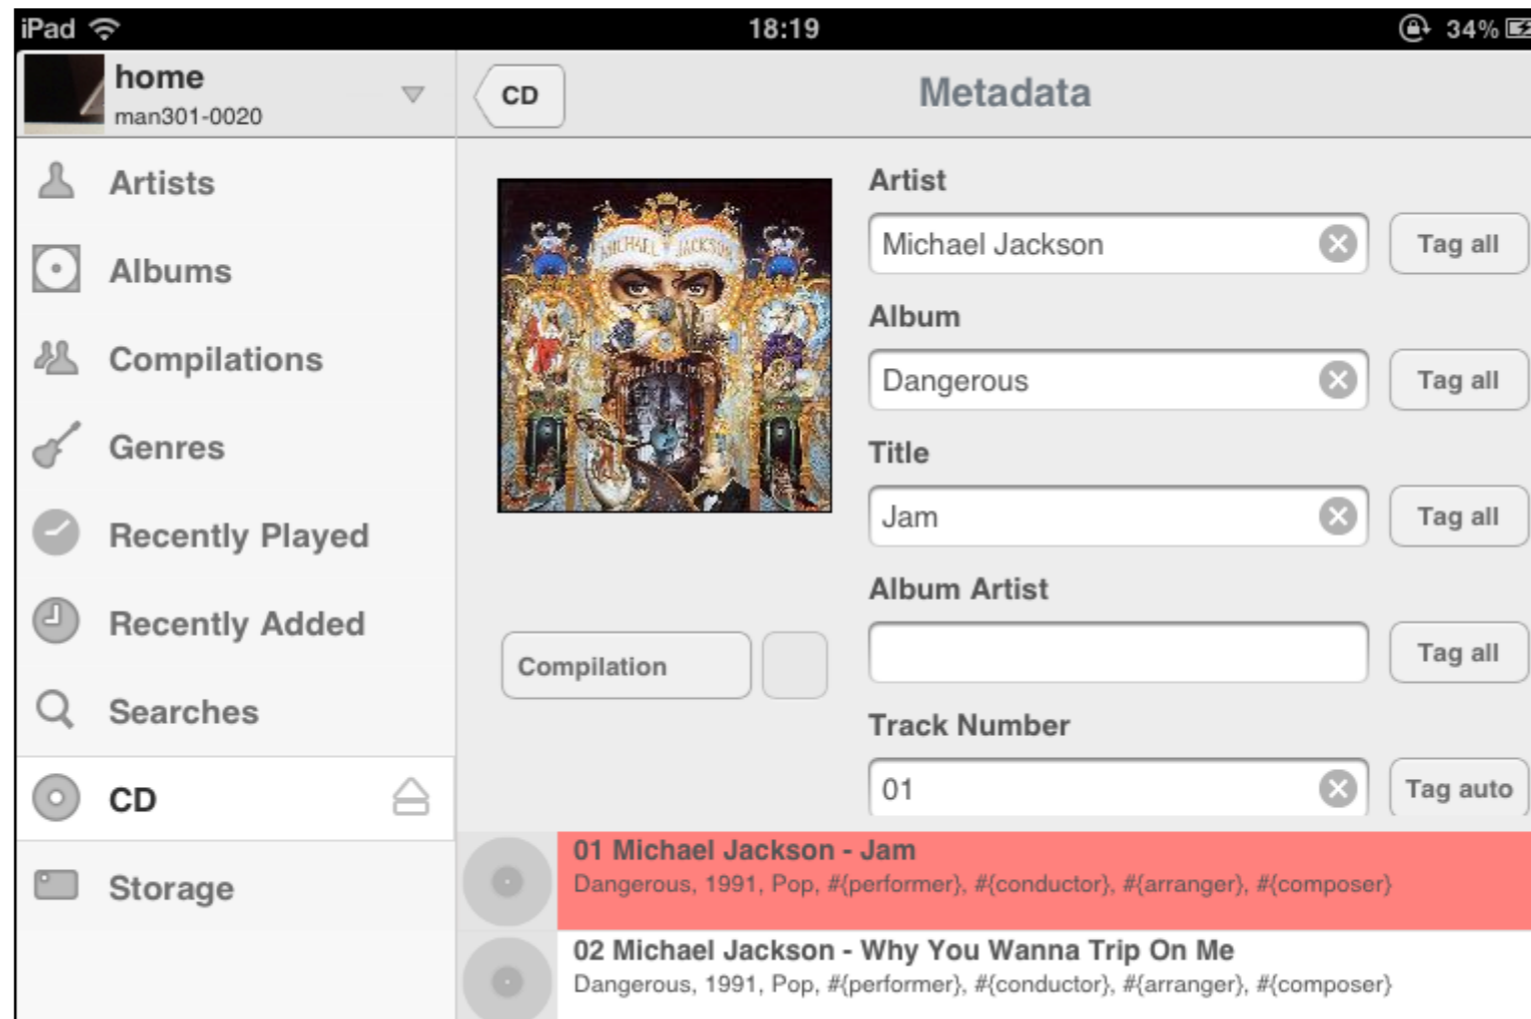 iPad 18:19 34%
home
man301-0020
Artists
Albums
Compilations
Genres
Recently Played
Recently Added
Searches
CD
Storage
CD Metadata
MICHAEL JACKSON
Artist
Michael Jackson Tag all
Album
Dangerous Tag all
Title
Jam Tag all
Album Artist
Tag all
Compilation
Track Number
01 Tag auto
01 Michael Jackson - Jam
Dangerous, 1991, Pop, #{performer}, #{conductor}, #{arranger}, #{composer}
02 Michael Jackson - Why You Wanna Trip On Me
Dangerous, 1991, Pop, #{performer}, #{conductor}, #{arranger}, #{composer}